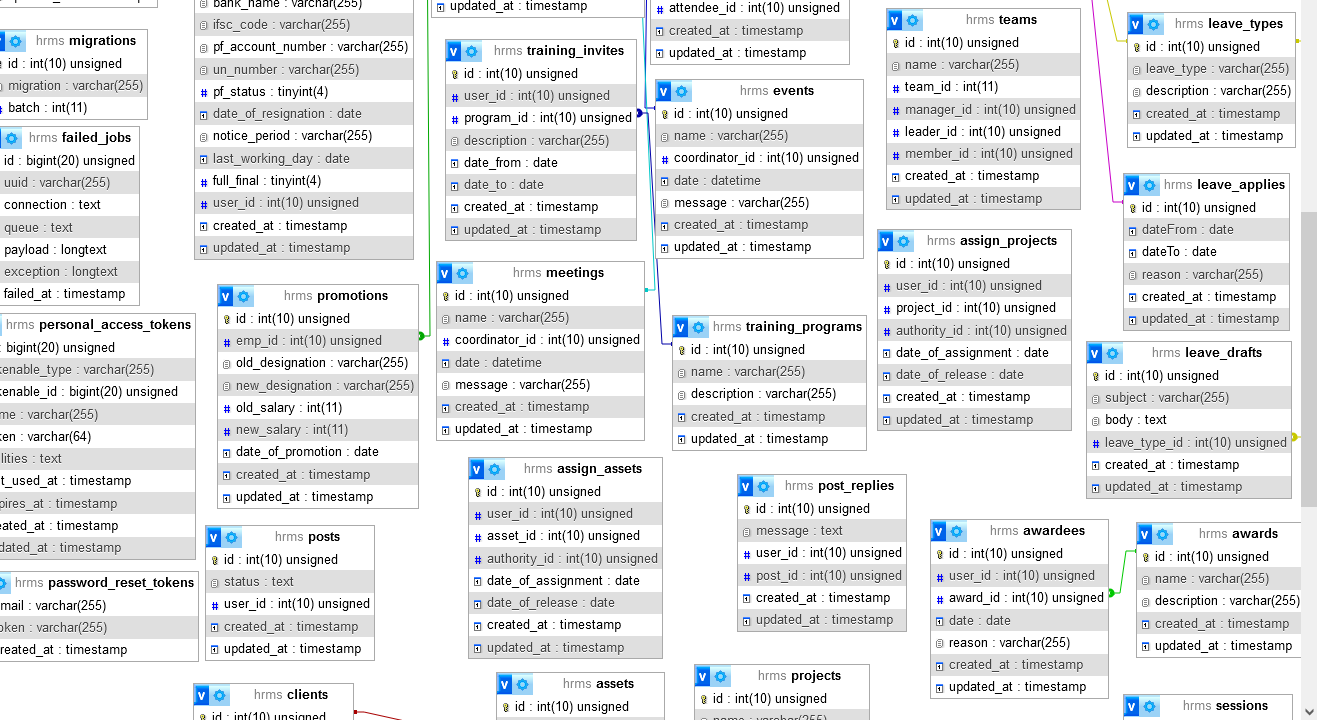 hrms migrations
id : int(10) unsigned
migration : varchar(255)
batch : int(11)
hrms failed_jobs
id : bigint(20) unsigned
uuid : varchar(255)
connection : text
queue : text
payload : longtext
exception : longtext
failed_at : timestamp
hrms personal_access_tokens
: bigint(20) unsigned
kenable_type : varchar(255)
kenable_id : bigint(20) unsigned
me : varchar(255)
ken : varchar(64)
ilities : text
t_used_at : timestamp
pires_at : timestamp
eated_at : timestamp
dated_at : timestamp
hrms password_reset_tokens
mail : varchar(255)
oken : varchar(255)
reated_at : timestamp
bank_name : varchar(255)
ifsc_code : varchar(255)
pf_account_number : varchar(255)
un_number : varchar(255)
pf_status : tinyint(4)
date_of_resignation : date
notice_period : varchar(255)
last_working_day : date
full_final : tinyint(4)
user_id : int(10) unsigned
created_at : timestamp
updated_at : timestamp
hrms promotions
id : int(10) unsigned
emp_id : int(10) unsigned
old_designation : varchar(255)
new_designation : varchar(255)
old_salary : int(11)
new_salary : int(11)
date_of_promotion : date
created_at : timestamp
updated_at : timestamp
hrms posts
id : int(10) unsigned
status : text
user_id : int(10) unsigned
created_at : timestamp
updated_at : timestamp
hrms clients
id : int(10) unsigned
updated_at : timestamp
hrms training_invites
id : int(10) unsigned
user_id : int(10) unsigned
program_id : int(10) unsigned
description : varchar(255)
date_from : date
date_to : date
created_at : timestamp
updated_at : timestamp
hrms meetings
id : int(10) unsigned
name : varchar(255)
coordinator_id : int(10) unsigned
date : datetime
message : varchar(255)
created_at : timestamp
updated_at : timestamp
hrms assign_assets
id : int(10) unsigned
user_id : int(10) unsigned
asset_id : int(10) unsigned
authority_id : int(10) unsigned
date_of_assignment : date
date_of_release : date
created_at : timestamp
updated_at : timestamp
hrms assets
id : int(10) unsigned
attendee_id : int(10) unsigned
created_at : timestamp
updated_at : timestamp
hrms events
id : int(10) unsigned
name : varchar(255)
coordinator_id : int(10) unsigned
date : datetime
message : varchar(255)
created_at : timestamp
updated_at : timestamp
hrms training_programs
id : int(10) unsigned
name : varchar(255)
description : varchar(255)
created_at : timestamp
updated_at : timestamp
hrms post_replies
id : int(10) unsigned
message : text
user_id : int(10) unsigned
post_id : int(10) unsigned
created_at : timestamp
updated_at : timestamp
hrms projects
id : int(10) unsigned
name : varchar(255)
hrms teams
id : int(10) unsigned
name : varchar(255)
team_id : int(11)
manager_id : int(10) unsigned
leader_id : int(10) unsigned
member_id : int(10) unsigned
created_at : timestamp
updated_at : timestamp
hrms assign_projects
id : int(10) unsigned
user_id : int(10) unsigned
project_id : int(10) unsigned
authority_id : int(10) unsigned
date_of_assignment : date
date_of_release : date
created_at : timestamp
updated_at : timestamp
hrms awardees
id : int(10) unsigned
user_id : int(10) unsigned
award_id : int(10) unsigned
date : date
reason : varchar(255)
created_at : timestamp
updated_at : timestamp
hrms leave_types
id : int(10) unsigned
leave_type : varchar(255)
description : varchar(255)
created_at : timestamp
updated_at : timestamp
hrms leave_applies
id : int(10) unsigned
dateFrom : date
dateTo : date
reason : varchar(255)
created_at : timestamp
updated_at : timestamp
hrms leave_drafts
id : int(10) unsigned
subject : varchar(255)
body : text
leave_type_id : int(10) unsigned
created_at : timestamp
updated_at : timestamp
hrms awards
id : int(10) unsigned
name : varchar(255)
description : varchar(255)
created_at : timestamp
updated_at : timestamp
hrms sessions